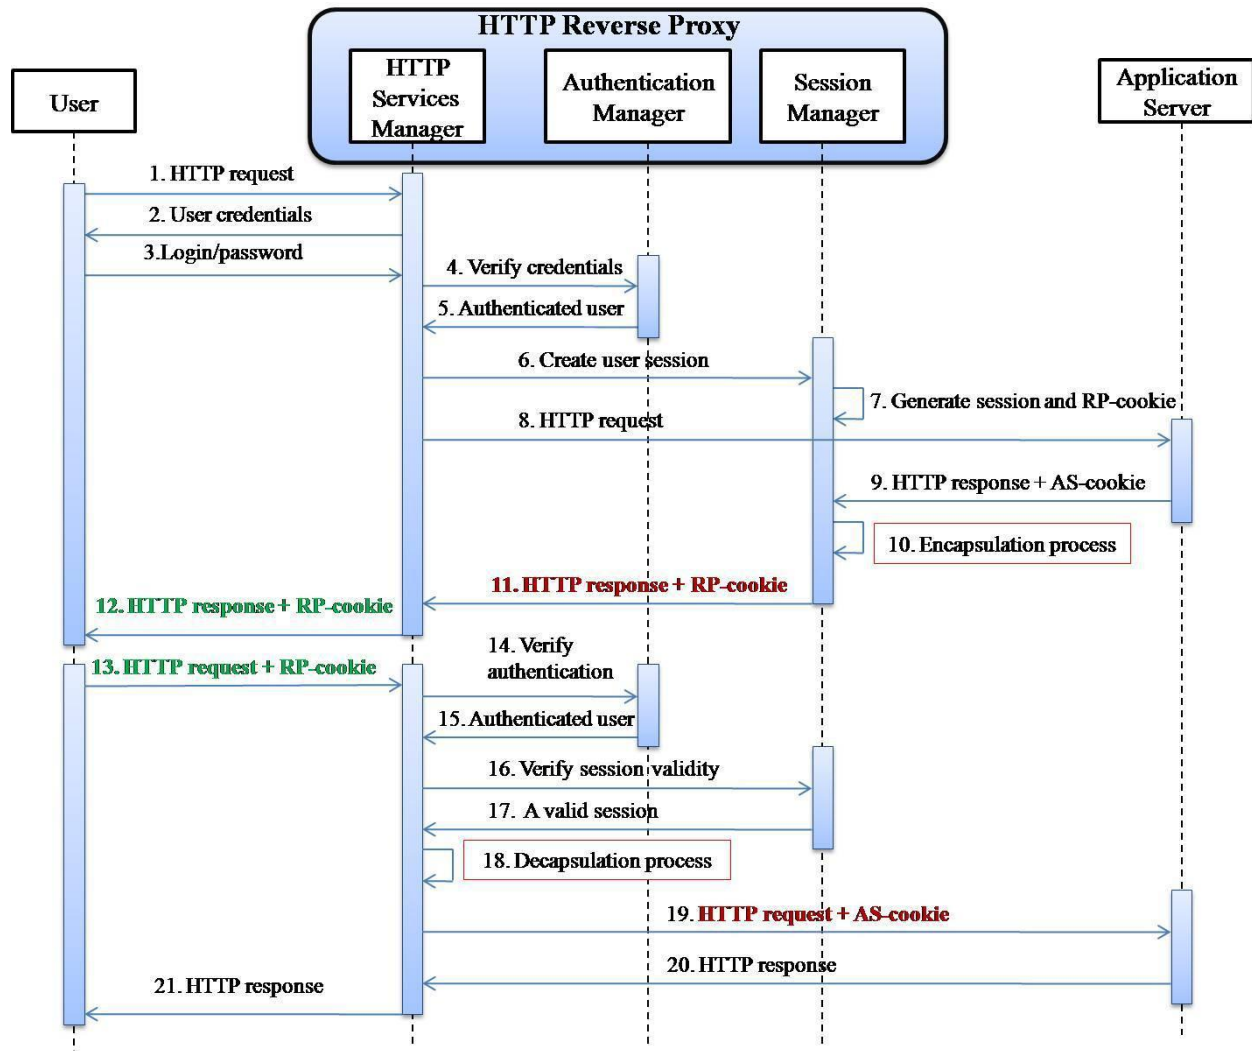 HTTP Reverse Proxy
User
HTTP
Services
Manager
Authentication
Manager
Session
Manager
Application
Server
1. HTTP request
2. User credentials
3.Login/password
4. Verify credentials
5. Authenticated user
6. Create user session
7. Generate session and RP-cookie
8. HTTP request
9. HTTP response + AS-cookie
10. Encapsulation process
11. HTTP response + RP-cookie
12. HTTP response + RP-cookie
13. HTTP request + RP-cookie
14. Verify
authentication
15. Authenticated user
16. Verify session validity
17. A valid session
18. Decapsulation process
19. HTTP request + AS-cookie
20. HTTP response
21. HTTP response